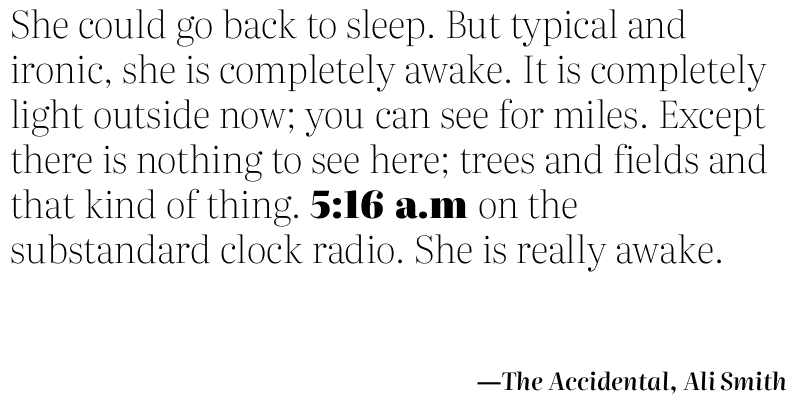 She could go back to sleep. But typical and
ironic, she is completely awake. It is completely
light outside now; you can see for miles. Except
there is nothing to see here; trees and fields and
that kind of thing. 5:16 a.m on the
substandard clock radio. She is really awake.
—The Accidental, Ali Smith